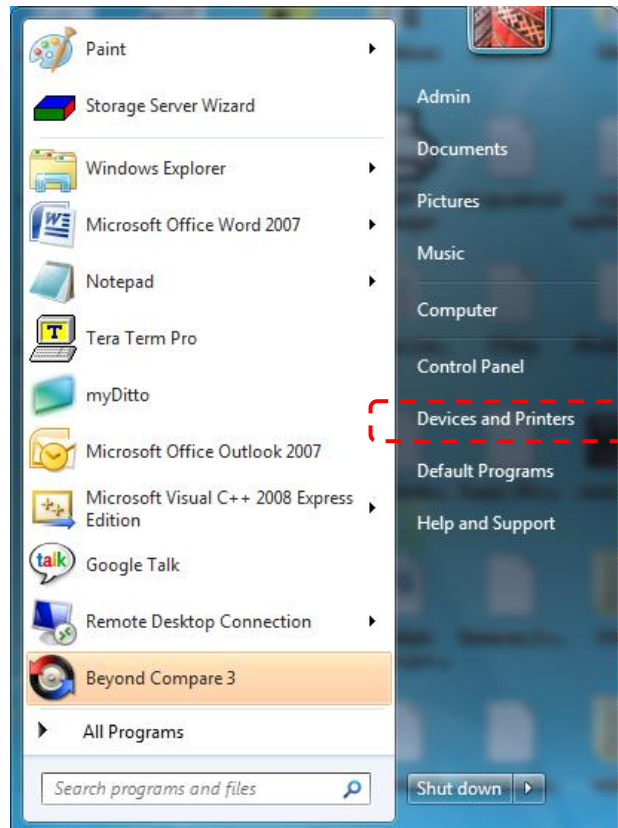 Paint
Storage Server Wizard
Windows Explorer
Microsoft Office Word 2007
Notepad
T
Tera Term Pro
myDitto
Microsoft Office Outlook 2007
Microsoft Visual C++ 2008 Express
Edition
talk
Google Talk
Remote Desktop Connection
Beyond Compare 3
All Programs
Search programs and files
Admin
Documents
Pictures
Music
Computer
Control Panel
Devices and Printers
Default Programs
Help and Support
Shut down